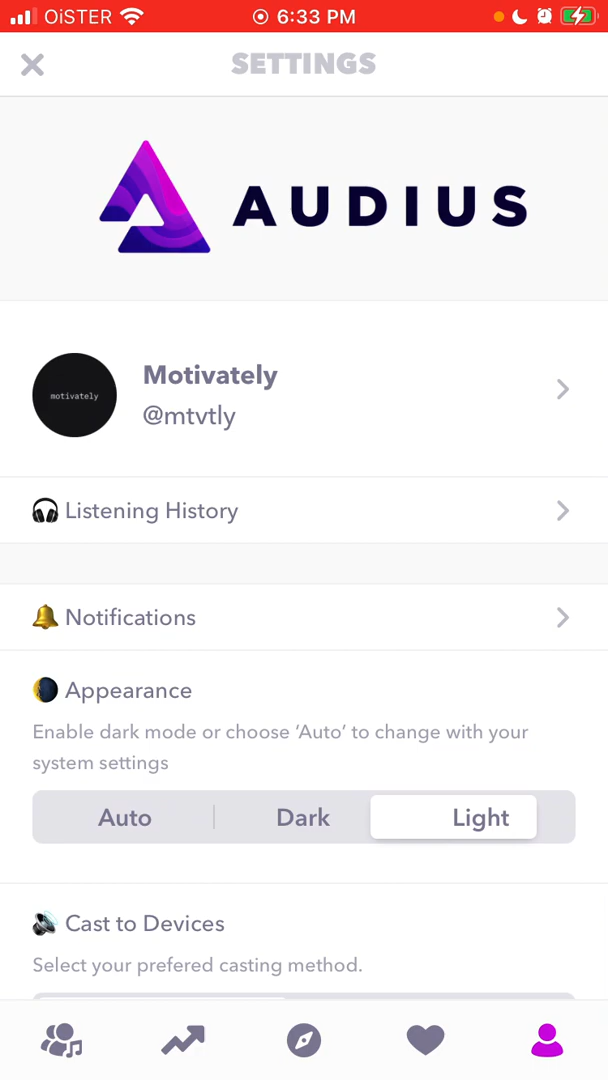 OiSTER 6:33 PM
SETTINGS
AUDIUS
motivately
Motivately
@mtvtly
Listening History
Notifications
Appearance
Enable dark mode or choose ‘Auto’ to change with your
system settings
Auto Dark Light
Cast to Devices
Select your prefered casting method.